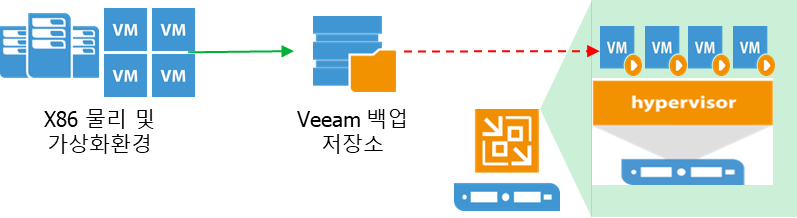 VM VM
VM VM
X86 물리 및
가상화환경
Veeam 백업
저장소
VM VM VM VM
hypervisor